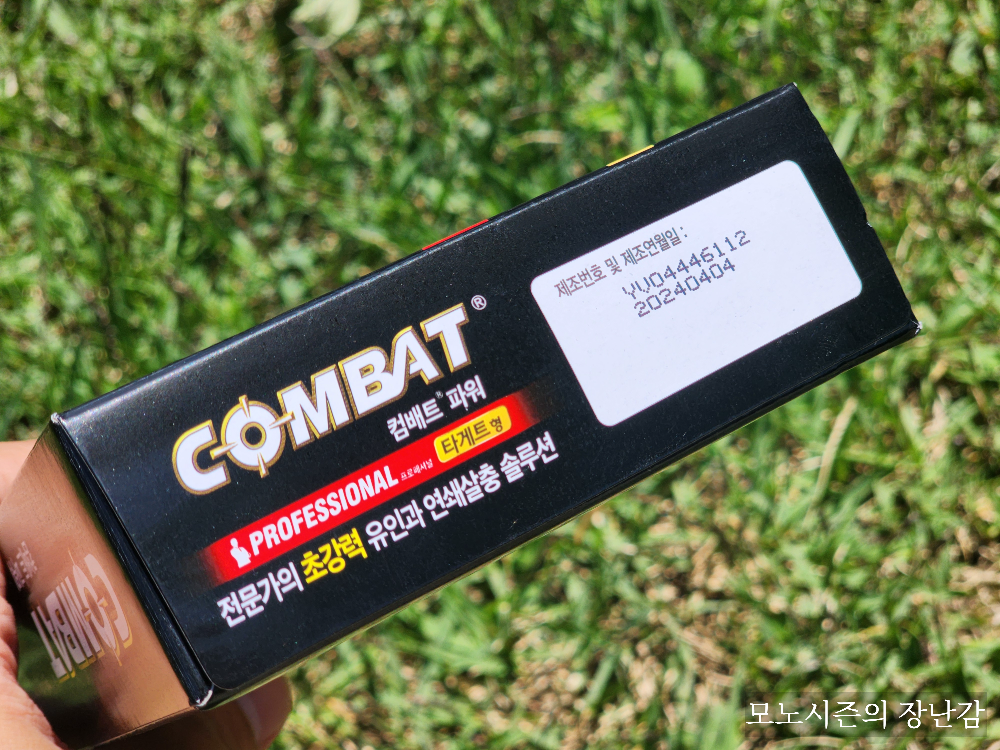 COMBAT®
컴배트® 파워
PROFESSIONAL 프로페셔널 타게트형
전문가의 초강력 유인과 연쇄살충 솔루션
제조번호 및 제조연월일 :
YV04446112
20240404
COMBAT
모노시즌의 장난감